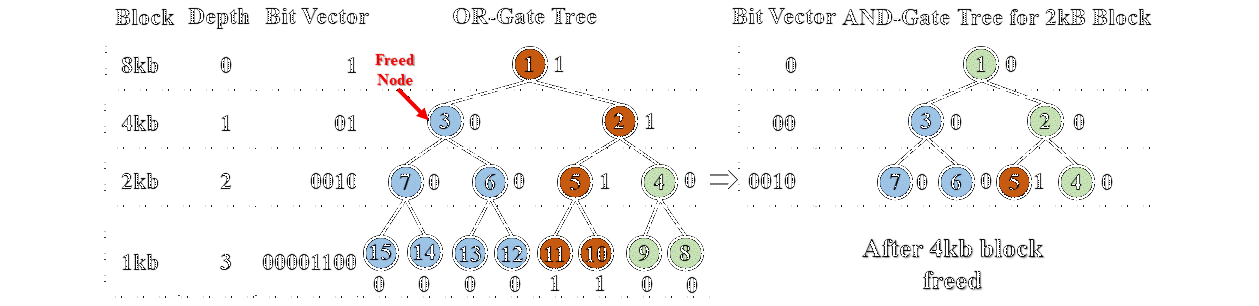 Block Depth Bit Vector OR-Gate Tree Bit Vector AND-Gate Tree for 2kB Block
8kb 0 1 1 1 0 1 0
Freed
Node
4kb 1 01 3 0 2 1 00 3 0 2 0
2kb 2 0010 7 0 6 0 5 1 4 0 0010 7 0 6 0 5 1 4 0
1kb 3 00001100 15 14 13 12 11 10 9 8
0 0 0 0 1 1 0 0
After 4kb block
freed